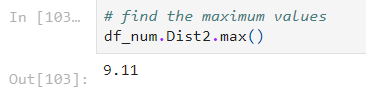 In [103… # find the maximum values
df_num.Dist2.max()
Out[103]: 9.11